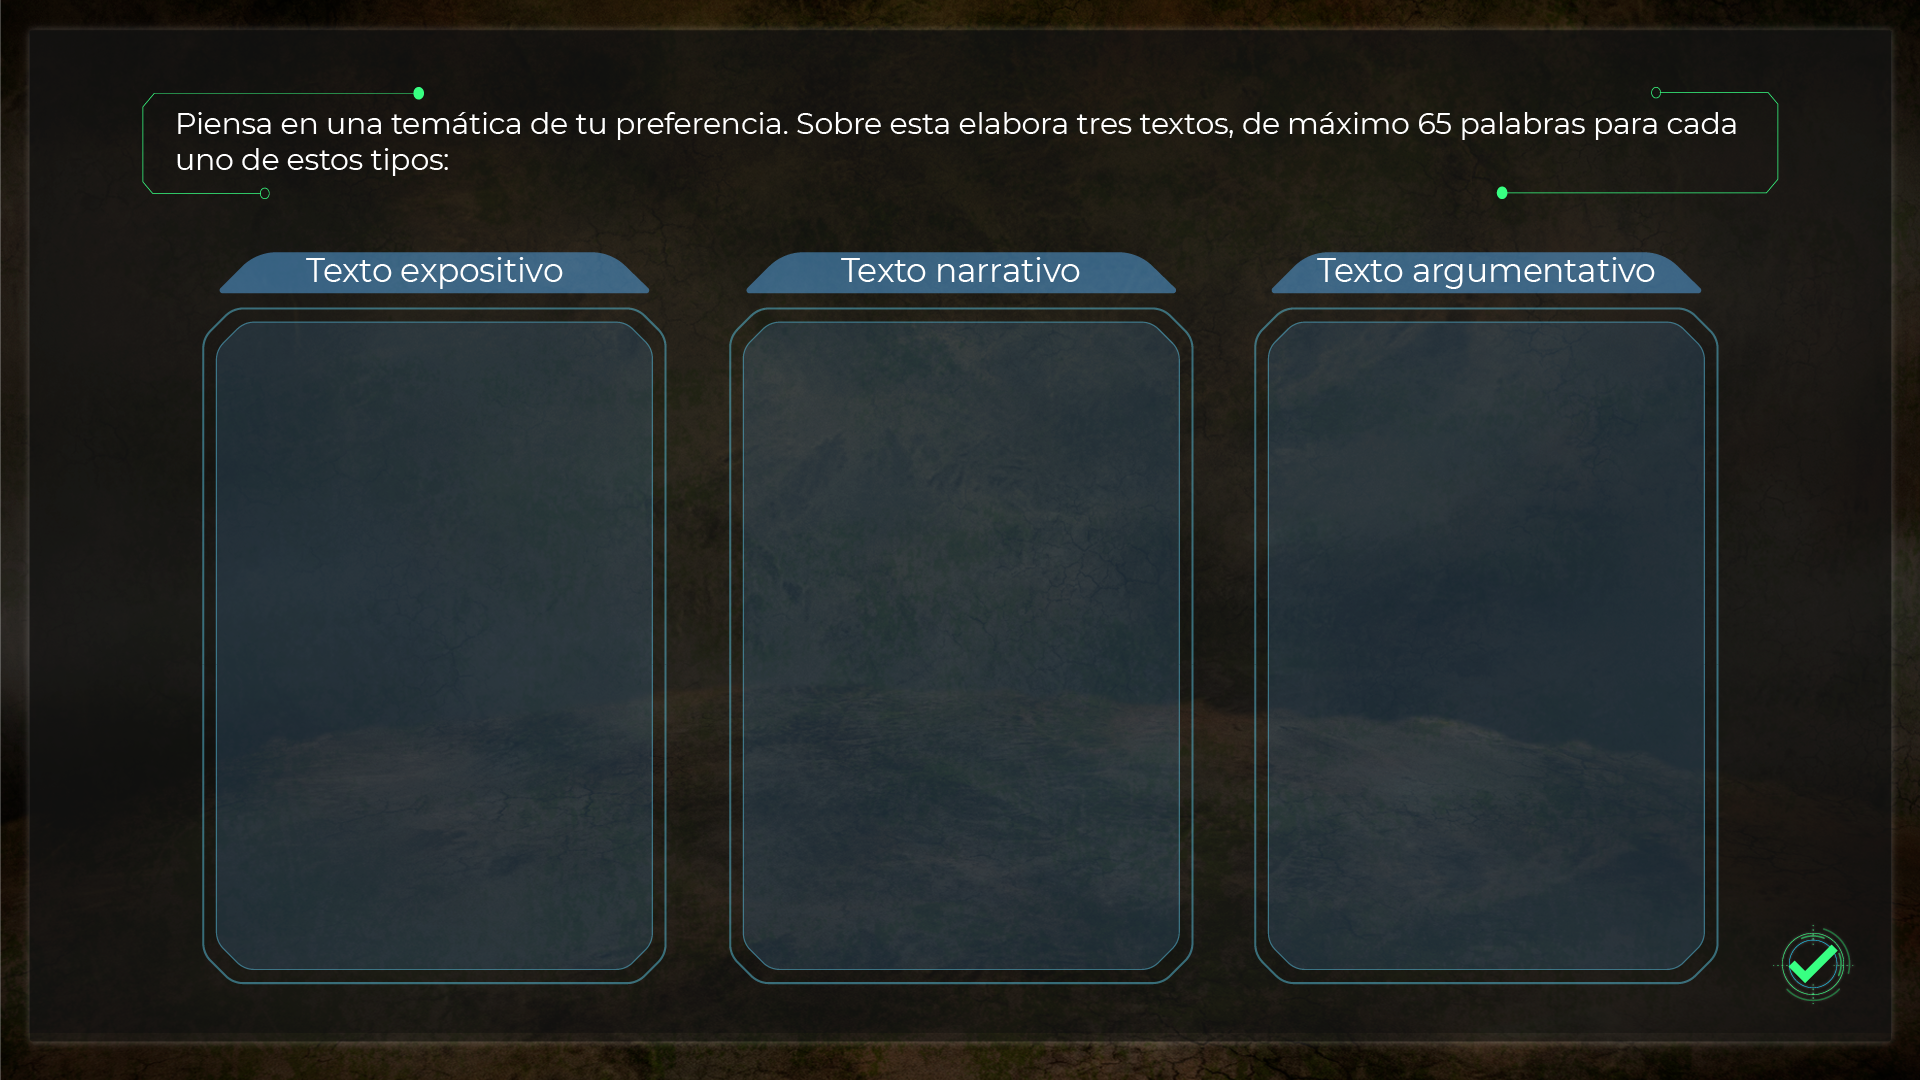 Piensa en una temática de tu preferencia. Sobre esta elabora tres textos, de máximo 65 palabras para cada
uno de estos tipos:
Texto expositivo
Texto narrativo
Texto argumentativo